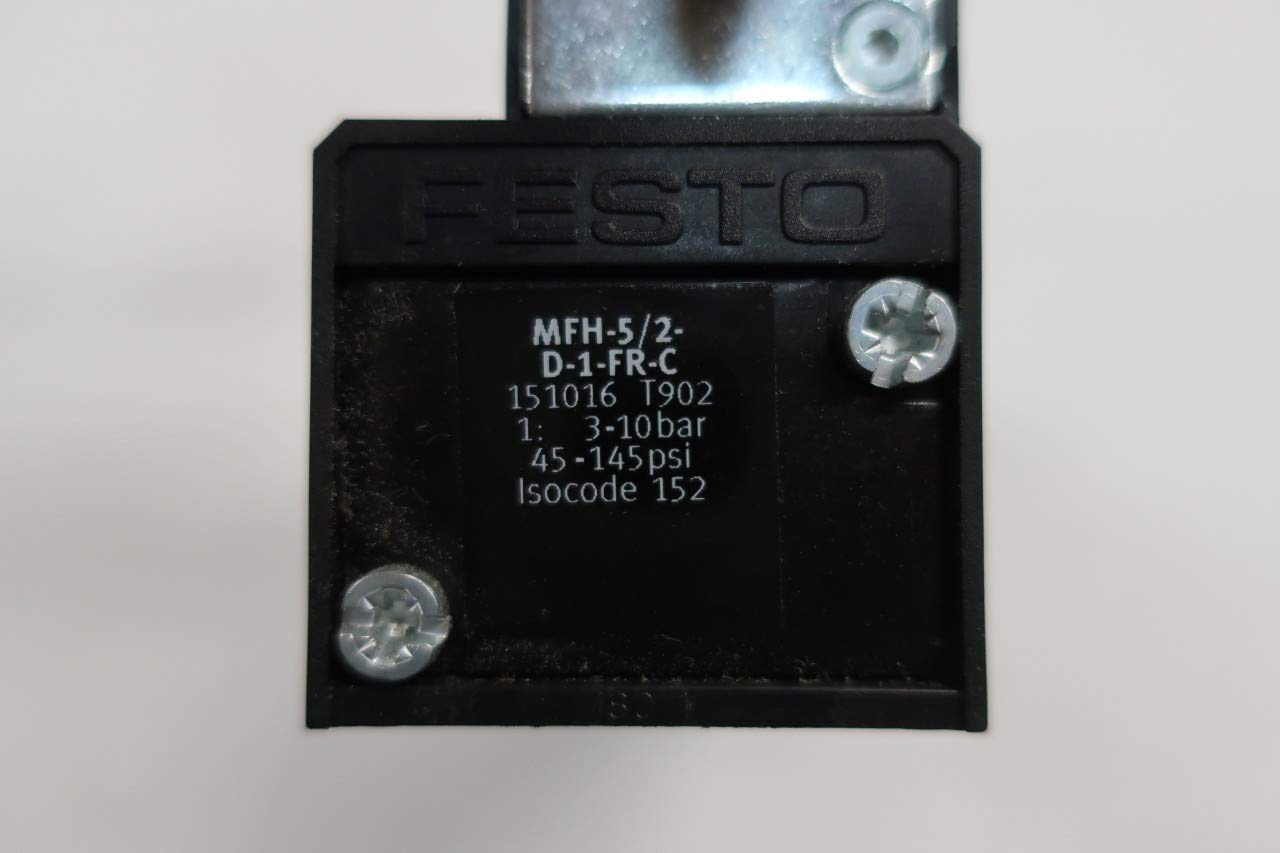 FESTO
MFH-5/2-
D-1-FR-C
151016 T902
1: 3-10bar
45-145psi
Isocode 152